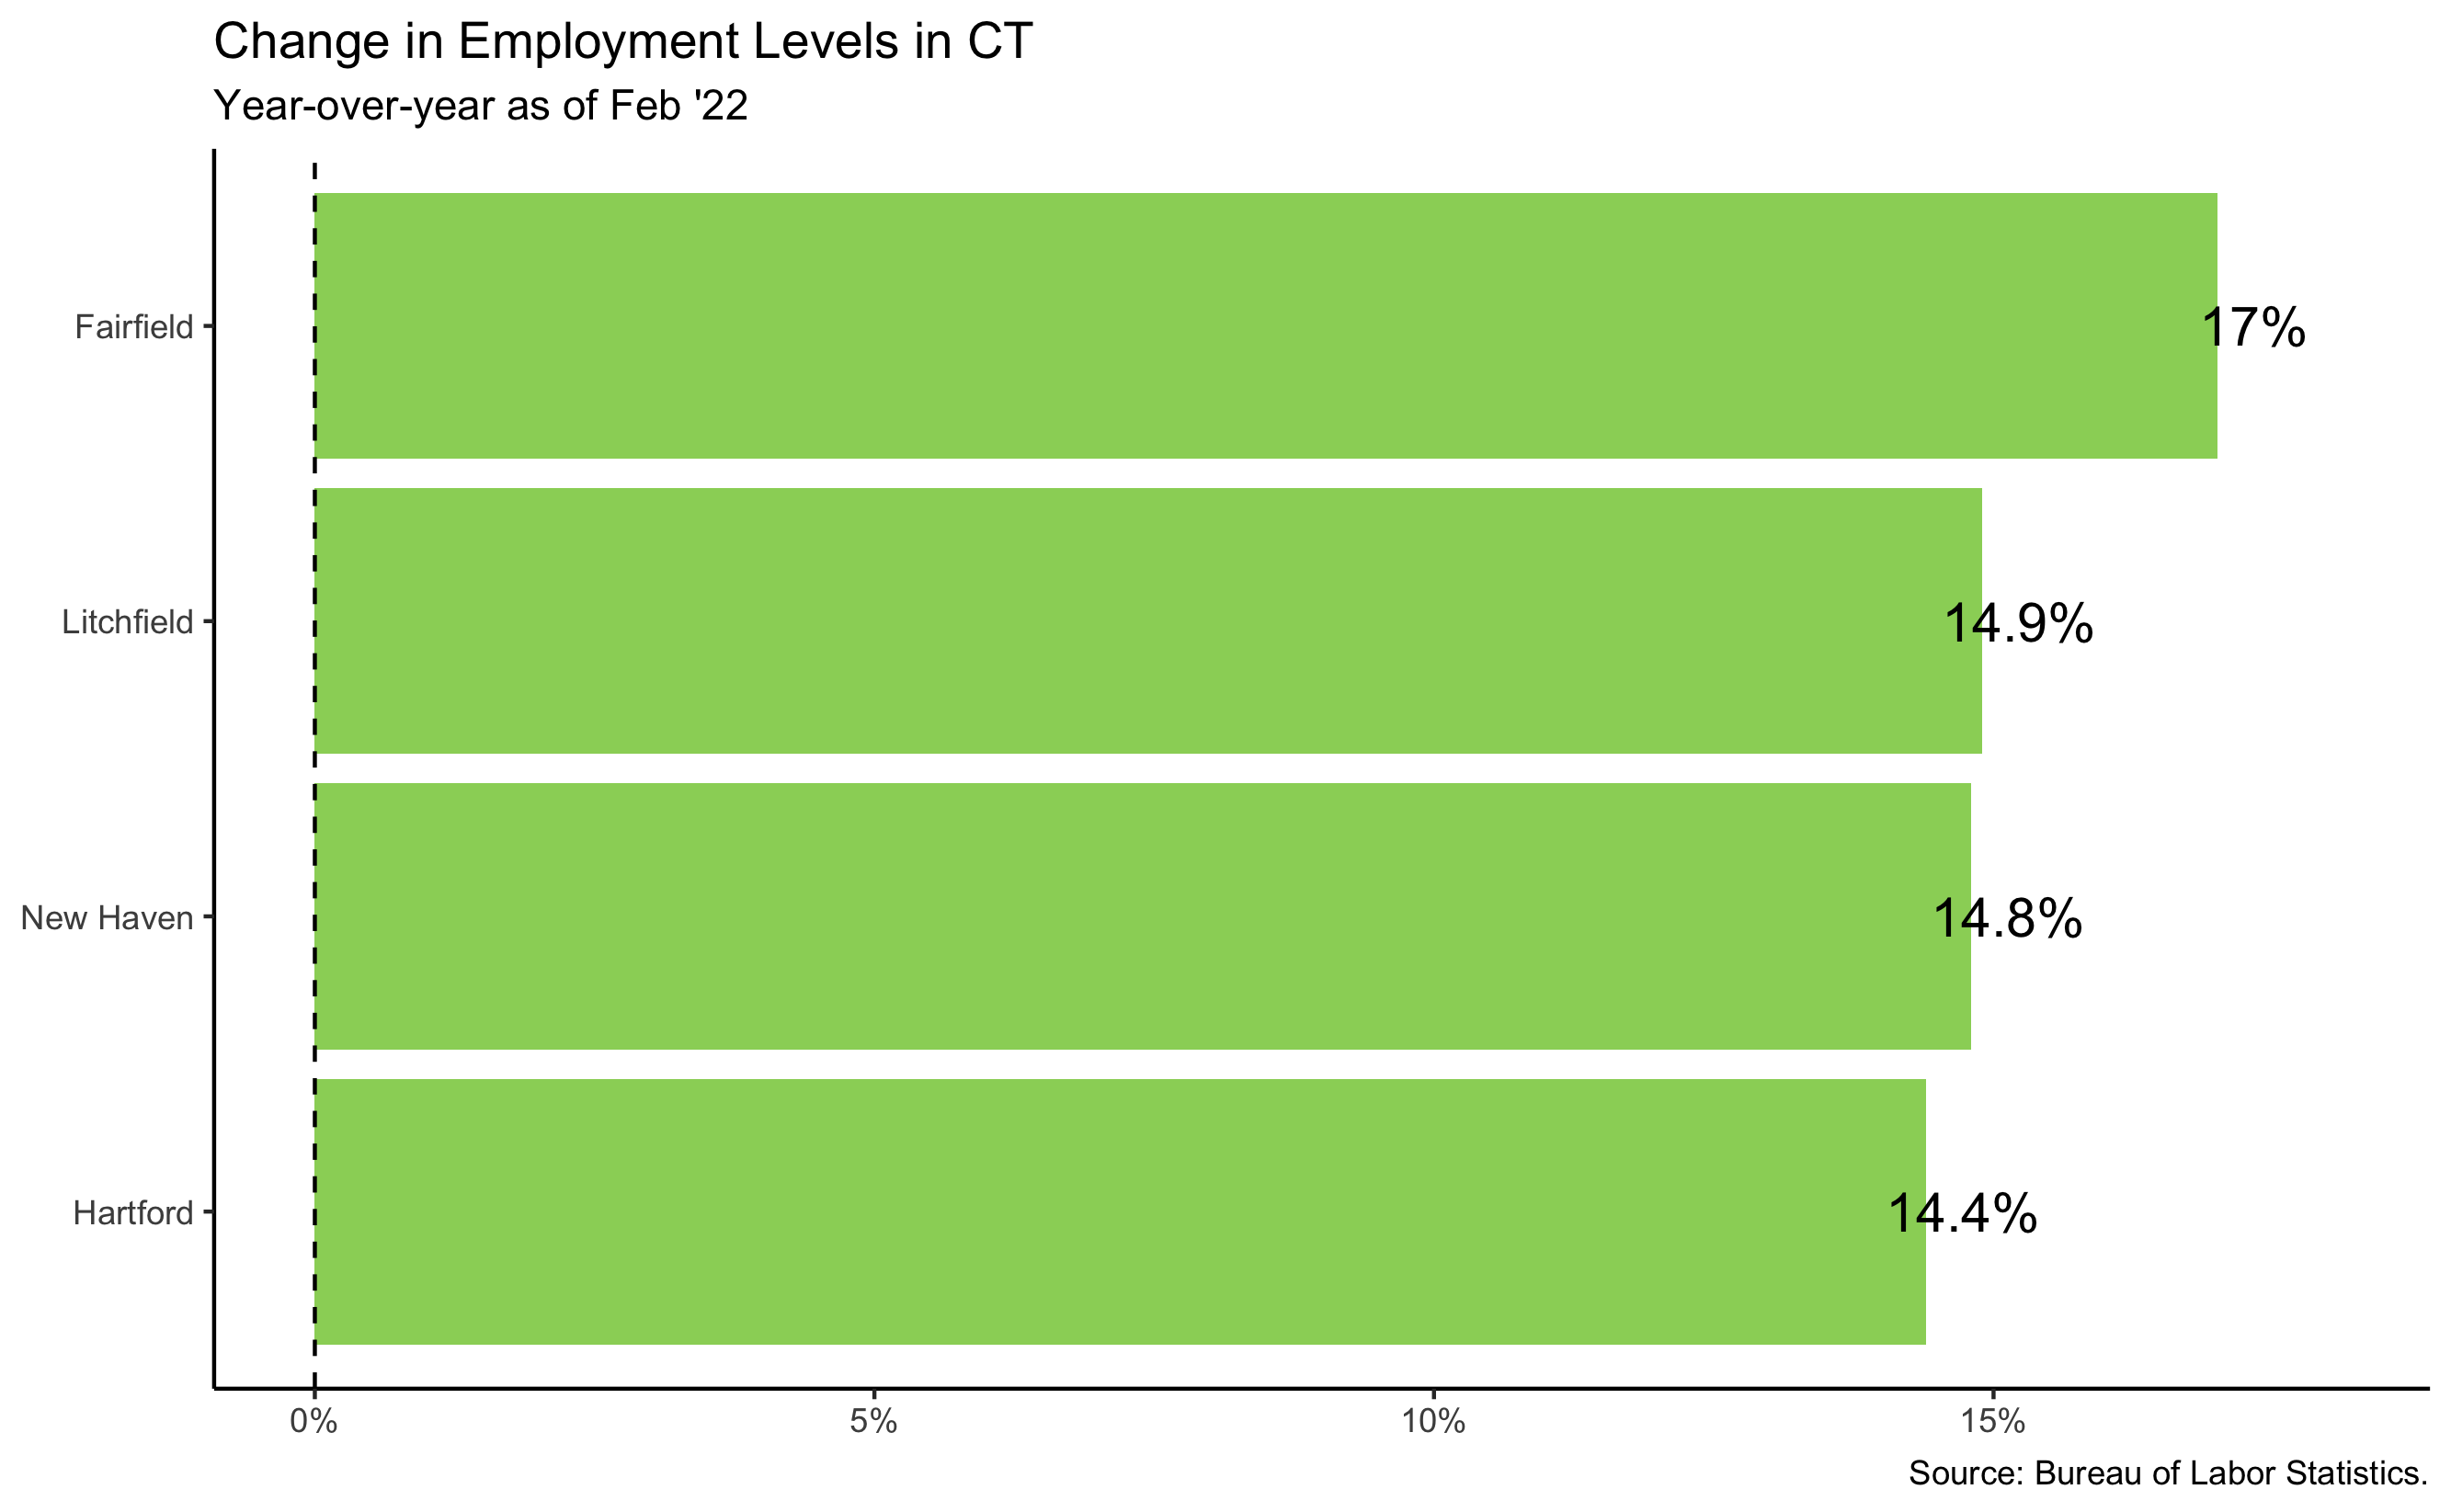 Change in Employment Levels in CT
Year-over-year as of Feb '22
Fairfield
17%
Litchfield
14.9%
New Haven
14.8%
Hartford
14.4%
0%
5%
10%
15%
Source: Bureau of Labor Statistics.